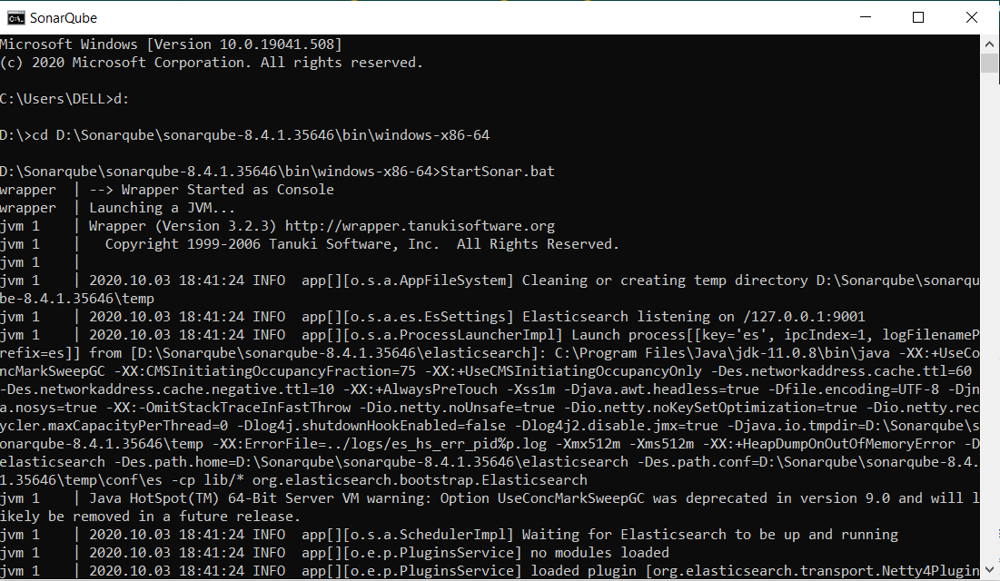 SonarQube
Microsoft Windows [Version 10.0.19041.508]
(c) 2020 Microsoft Corporation. All rights reserved.
C:\Users\DELL>d:
D:\>cd D:\Sonarqube\sonarqube-8.4.1.35646\bin\windows-x86-64
D:\Sonarqube\sonarqube-8.4.1.35646\bin\windows-x86-64>StartSonar.bat
wrapper  | --> Wrapper Started as Console
wrapper  | Launching a JVM...
jvm 1    | Wrapper (Version 3.2.3) http://wrapper.tanukisoftware.org
jvm 1    |   Copyright 1999-2006 Tanuki Software, Inc.  All Rights Reserved.
jvm 1    |
jvm 1    | 2020.10.03 18:41:24 INFO  app[][o.s.a.AppFileSystem] Cleaning or creating temp directory D:\Sonarqube\sonarqu
be-8.4.1.35646\temp
jvm 1    | 2020.10.03 18:41:24 INFO  app[][o.s.a.es.EsSettings] Elasticsearch listening on /127.0.0.1:9001
jvm 1    | 2020.10.03 18:41:24 INFO  app[][o.s.a.ProcessLauncherImpl] Launch process[[key='es', ipcIndex=1, logFilenameP
refix=es]] from [D:\Sonarqube\sonarqube-8.4.1.35646\elasticsearch]: C:\Program Files\Java\jdk-11.0.8\bin\java -XX:+UseCo
ncMarkSweepGC -XX:CMSInitiatingOccupancyFraction=75 -XX:+UseCMSInitiatingOccupancyOnly -Des.networkaddress.cache.ttl=60
-Des.networkaddress.cache.negative.ttl=10 -XX:+AlwaysPreTouch -Xss1m -Djava.awt.headless=true -Dfile.encoding=UTF-8 -Djn
a.nosys=true -XX:-OmitStackTraceInFastThrow -Dio.netty.noUnsafe=true -Dio.netty.noKeySetOptimization=true -Dio.netty.rec
ycler.maxCapacityPerThread=0 -Dlog4j.shutdownHookEnabled=false -Dlog4j2.disable.jmx=true -Djava.io.tmpdir=D:\Sonarqube\s
onarqube-8.4.1.35646\temp -XX:ErrorFile=../logs/es_hs_err_pid%p.log -Xmx512m -Xms512m -XX:+HeapDumpOnOutOfMemoryError -D
elasticsearch -Des.path.home=D:\Sonarqube\sonarqube-8.4.1.35646\elasticsearch -Des.path.conf=D:\Sonarqube\sonarqube-8.4.
1.35646\temp\conf\es -cp lib/* org.elasticsearch.bootstrap.Elasticsearch
jvm 1    | Java HotSpot(TM) 64-Bit Server VM warning: Option UseConcMarkSweepGC was deprecated in version 9.0 and will l
ikely be removed in a future release.
jvm 1    | 2020.10.03 18:41:24 INFO  app[][o.s.a.SchedulerImpl] Waiting for Elasticsearch to be up and running
jvm 1    | 2020.10.03 18:41:24 INFO  app[][o.e.p.PluginsService] no modules loaded
jvm 1    | 2020.10.03 18:41:24 INFO  app[][o.e.p.PluginsService] loaded plugin [org.elasticsearch.transport.Netty4Plugin